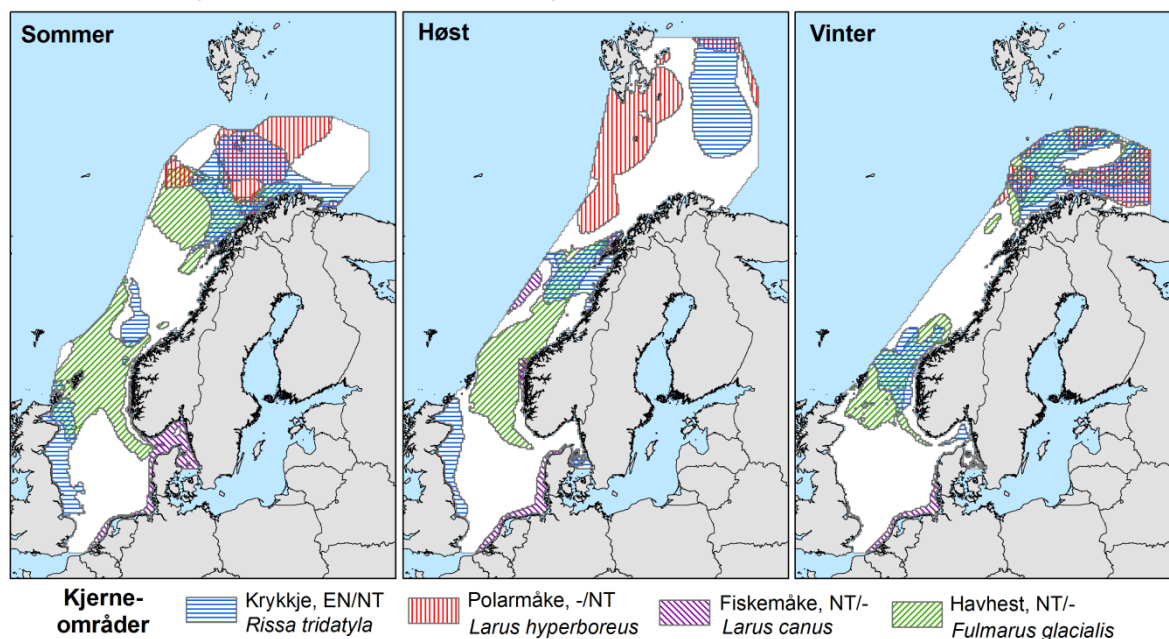 Sommer
Høst
Vinter
Kjerne-
områder
Krykkje, EN/NT
Rissa tridatyla
Polarmåke, -/NT
Larus hyperboreus
Fiskemåke, NT/-
Larus canus
Havhest, NT/-
Fulmarus glacialis